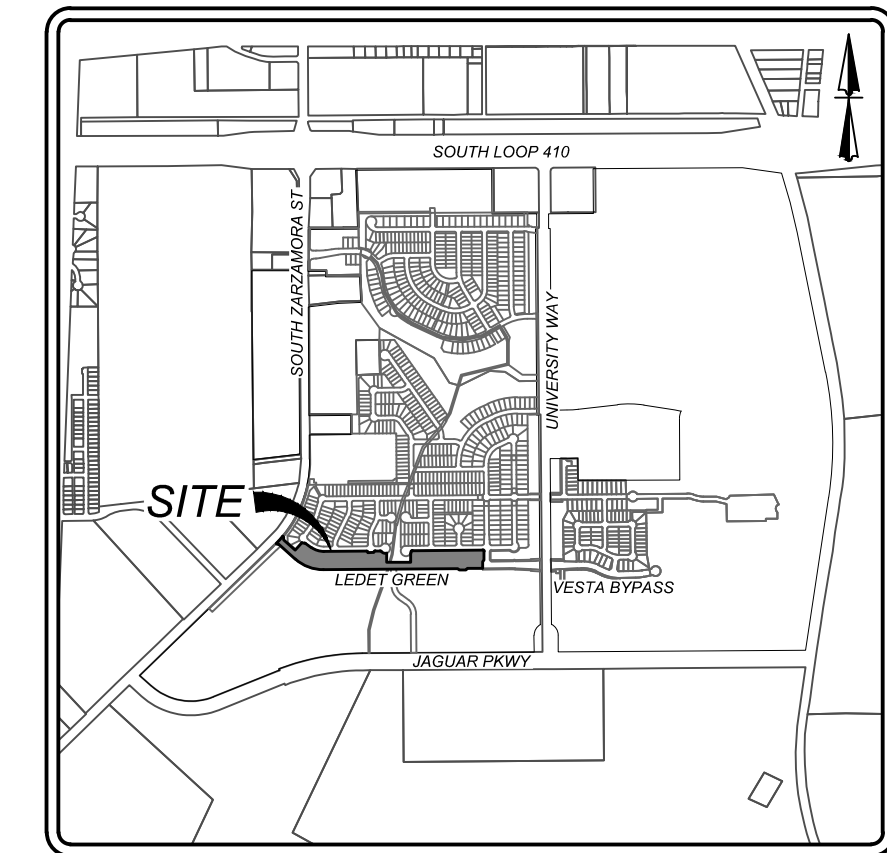 SOUTH LOOP 410
SOUTH ZARZAMORA ST
UNIVERSITY WAY
SITE
LEDET GREEN
VESTA BYPASS
JAGUAR PKWY